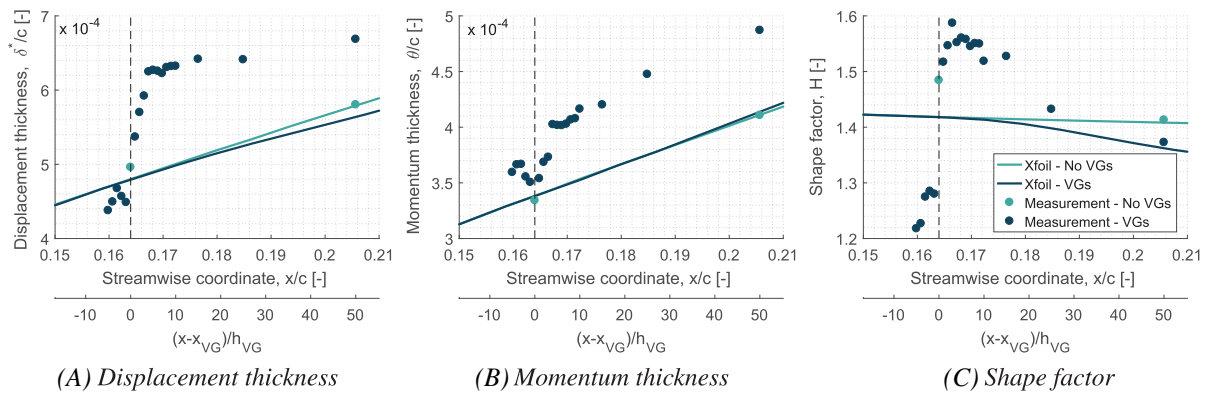 Displacement thickness, δ*/c [-]
x 10⁻⁴
7
6
5
4
0.15 0.16 0.17 0.18 0.19 0.2 0.21
Streamwise coordinate, x/c [-]
-10 0 10 20 30 40 50
(x-x_VG)/h_VG
(A) Displacement thickness
Momentum thickness, θ/c [-]
x 10⁻⁴
5
4.5
4
3.5
3
0.15 0.16 0.17 0.18 0.19 0.2 0.21
Streamwise coordinate, x/c [-]
-10 0 10 20 30 40 50
(x-x_VG)/h_VG
(B) Momentum thickness
Shape factor, H [-]
1.6
1.5
1.4
1.3
1.2
Xfoil - No VGs
Xfoil - VGs
Measurement - No VGs
Measurement - VGs
0.15 0.16 0.17 0.18 0.19 0.2 0.21
Streamwise coordinate, x/c [-]
-10 0 10 20 30 40 50
(x-x_VG)/h_VG
(C) Shape factor